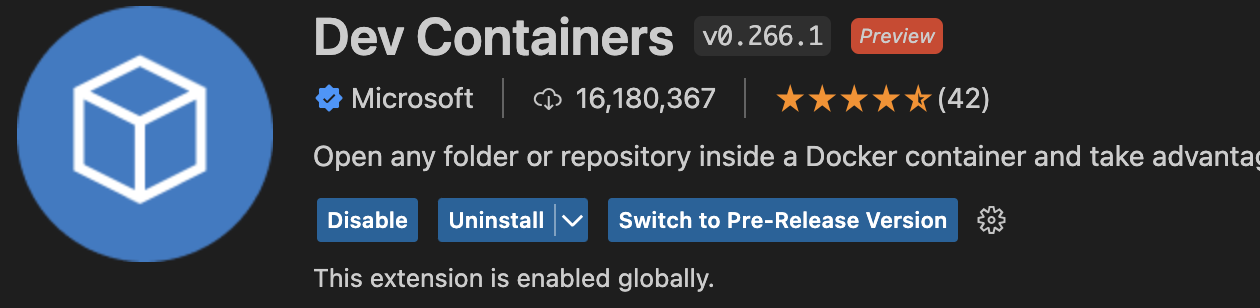 Dev Containers v0.266.1 Preview
Microsoft 16,180,367 (42)
Open any folder or repository inside a Docker container and take
Disable Uninstall Switch to Pre-Release Version
This extension is enabled globally.